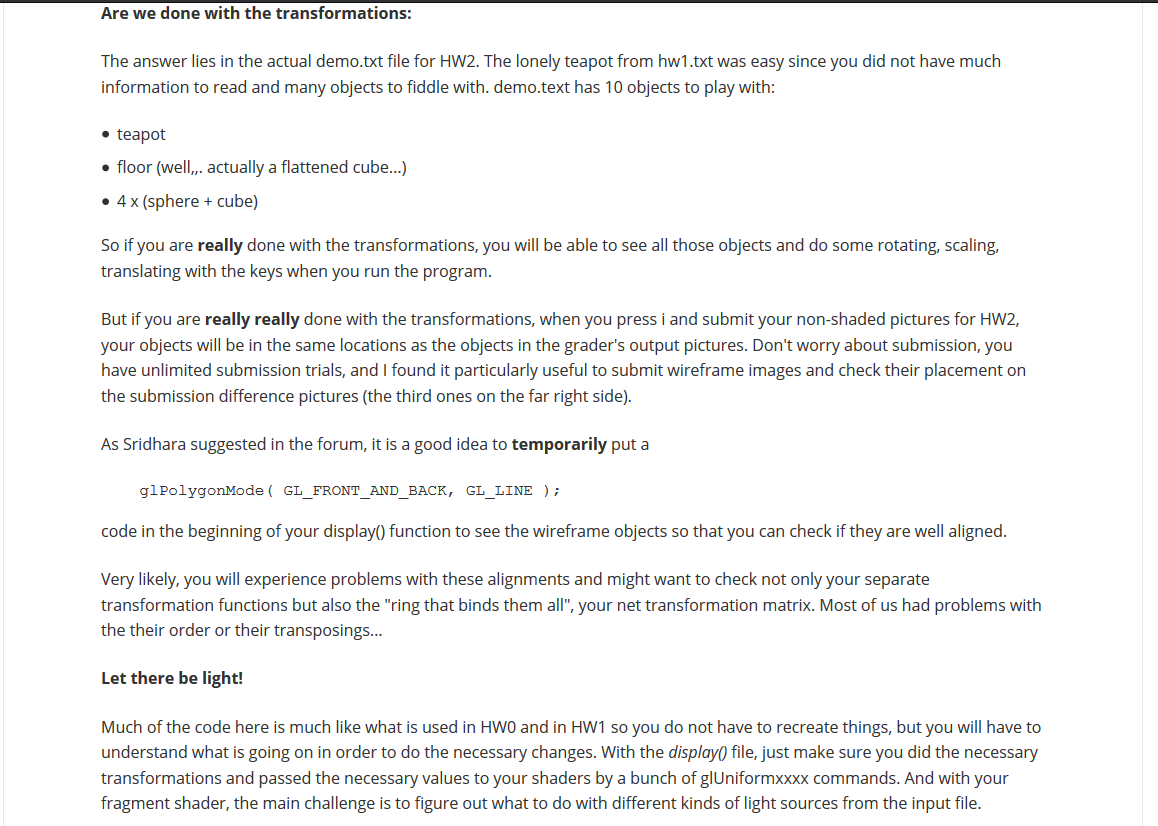 Are we done with the transformations:
The answer lies in the actual demo.txt file for HW2. The lonely teapot from hw1.txt was easy since you did not have much
information to read and many objects to fiddle with. demo.text has 10 objects to play with:
• teapot
• floor (well,,. actually a flattened cube...)
• 4 x (sphere + cube)
So if you are really done with the transformations, you will be able to see all those objects and do some rotating, scaling,
translating with the keys when you run the program.
But if you are really really done with the transformations, when you press i and submit your non-shaded pictures for HW2,
your objects will be in the same locations as the objects in the grader's output pictures. Don't worry about submission, you
have unlimited submission trials, and I found it particularly useful to submit wireframe images and check their placement on
the submission difference pictures (the third ones on the far right side).
As Sridhara suggested in the forum, it is a good idea to temporarily put a
glPolygonMode( GL_FRONT_AND_BACK, GL_LINE );
code in the beginning of your display() function to see the wireframe objects so that you can check if they are well aligned.
Very likely, you will experience problems with these alignments and might want to check not only your separate
transformation functions but also the "ring that binds them all", your net transformation matrix. Most of us had problems with
the their order or their transposings...
Let there be light!
Much of the code here is much like what is used in HW0 and in HW1 so you do not have to recreate things, but you will have to
understand what is going on in order to do the necessary changes. With the display() file, just make sure you did the necessary
transformations and passed the necessary values to your shaders by a bunch of glUniformxxxx commands. And with your
fragment shader, the main challenge is to figure out what to do with different kinds of light sources from the input file.